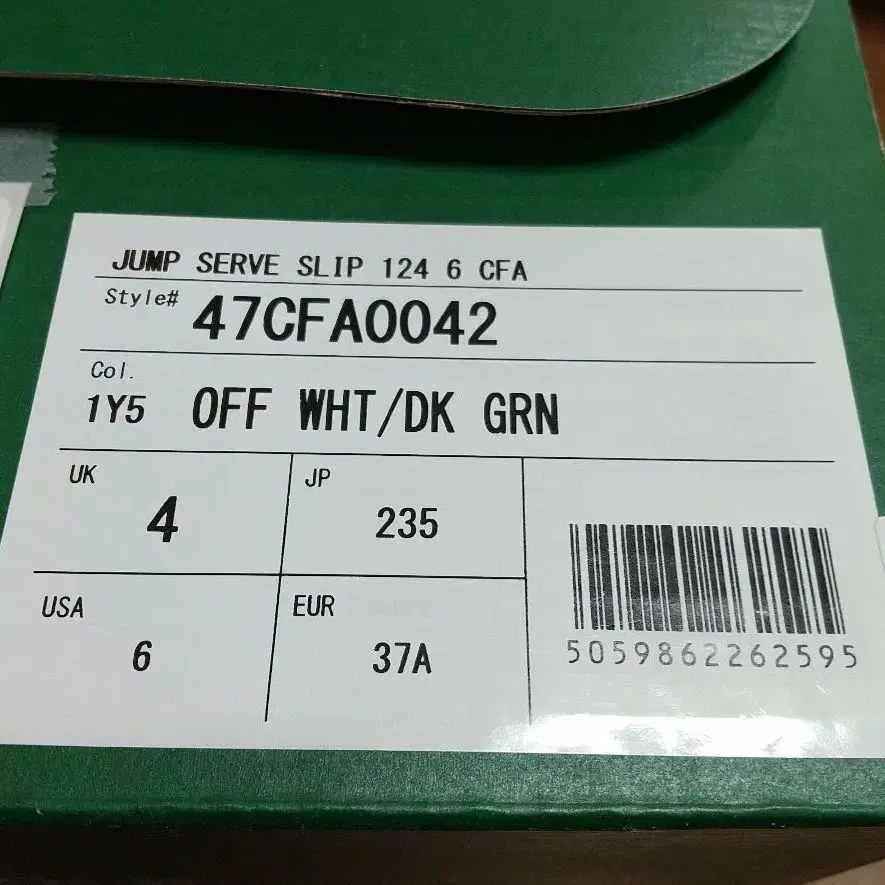 JUMP SERVE SLIP 124 6 CFA
Style# 47CFA0042
Col.
1Y5 OFF WHT/DK GRN
UK
4
JP
235
USA
6
EUR
37A
5059862262595